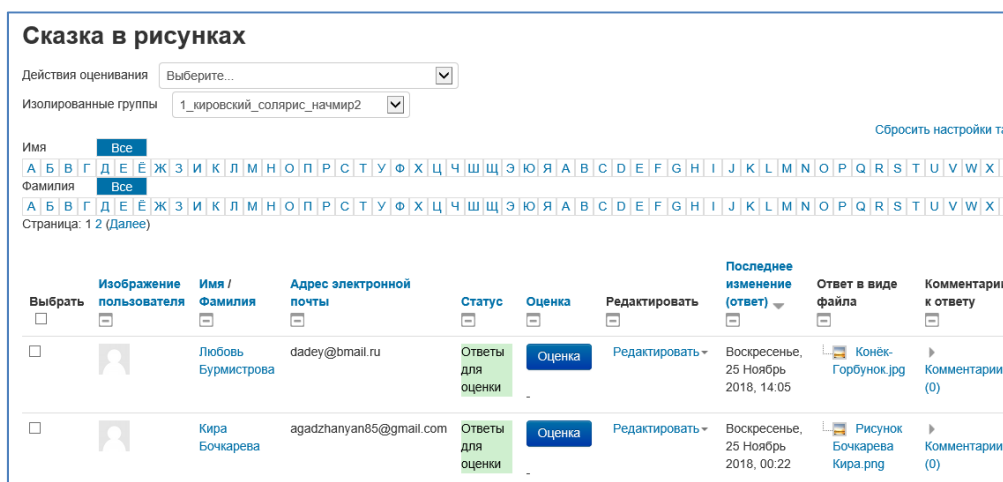 Сказка в рисунках
Действия оценивания Выберите...
Изолированные группы 1_кировский_солярис_начмир2
Сбросить настройки та
Имя Все
А Б В Г Д Е Ё Ж З И К Л М Н О П Р С Т У Ф Х Ц Ч Ш Щ Э Ю Я A B C D E F G H I J K L M N O P Q R S T U V W X
Фамилия Все
А Б В Г Д Е Ё Ж З И К Л М Н О П Р С Т У Ф Х Ц Ч Ш Щ Э Ю Я A B C D E F G H I J K L M N O P Q R S T U V W X
Страница: 1 2 (Далее)
Выбрать
Изображение
пользователя
Имя /
Фамилия
Адрес электронной
почты
Статус
Оценка
Редактировать
Последнее
изменение
(ответ)
Ответ в виде
файла
Комментарии
к ответу
Любовь
Бурмистрова
dadey@bmail.ru
Ответы
для
оценки
Оценка
-
Редактировать
Воскресенье,
25 Ноябрь
2018, 14:05
Конёк-
Горбунок.jpg
Комментарии
(0)
Кира
Бочкарева
agadzhanyan85@gmail.com
Ответы
для
оценки
Оценка
-
Редактировать
Воскресенье,
25 Ноябрь
2018, 00:22
Рисунок
Бочкарева
Кира.png
Комментарии
(0)